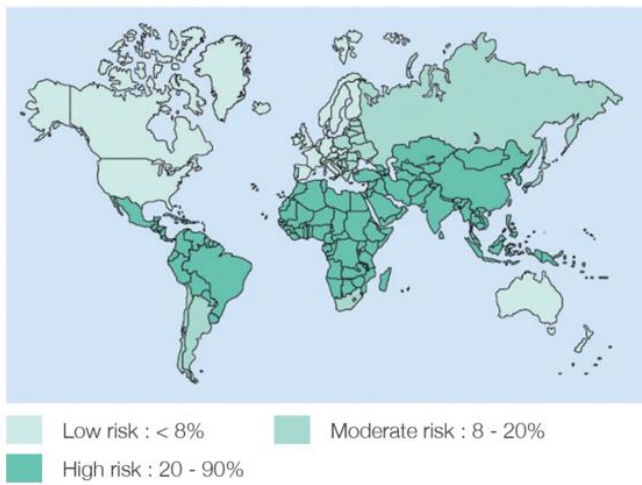 Low risk : < 8%
Moderate risk : 8 - 20%
High risk : 20 - 90%